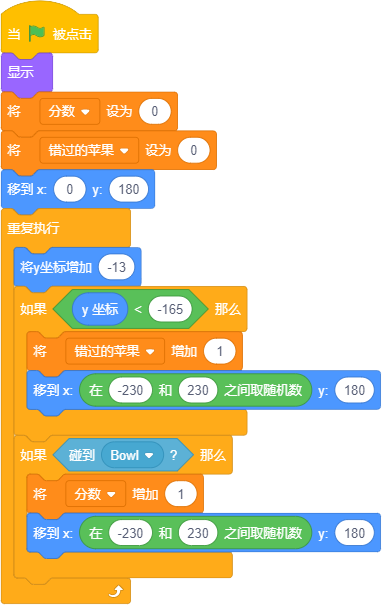 当 被点击
显示
将 分数 设为 0
将 错过的苹果 设为 0
移到 x: 0 y: 180
重复执行
将y坐标增加 -13
如果 y 坐标 < -165 那么
将 错过的苹果 增加 1
移到 x: 在 -230 和 230 之间取随机数 y: 180
如果 碰到 Bowl ? 那么
将 分数 增加 1
移到 x: 在 -230 和 230 之间取随机数 y: 180